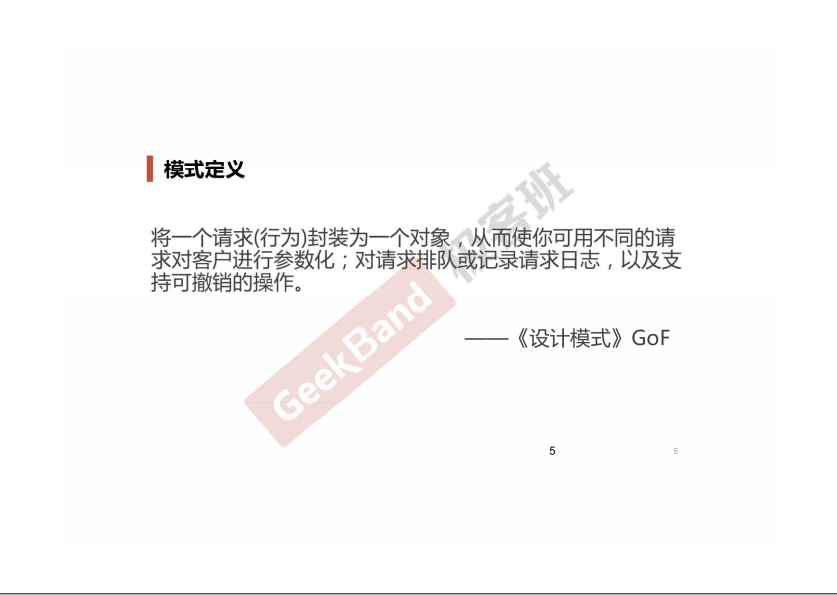 模式定义
将一个请求(行为)封装为一个对象，从而使你可用不同的请
求对客户进行参数化；对请求排队或记录请求日志，以及支
持可撤销的操作。
——《设计模式》GoF
GeekBand 极客班
5
5